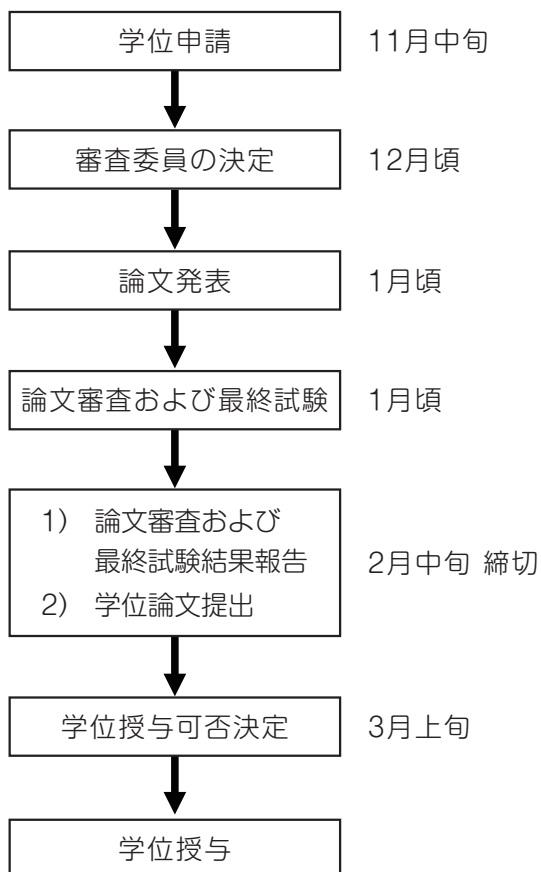 学位申請 11月中旬
審査委員の決定 12月頃
論文発表 1月頃
論文審査および最終試験 1月頃
1) 論文審査および
最終試験結果報告
2月中旬 締切
2) 学位論文提出
学位授与可否決定 3月上旬
学位授与